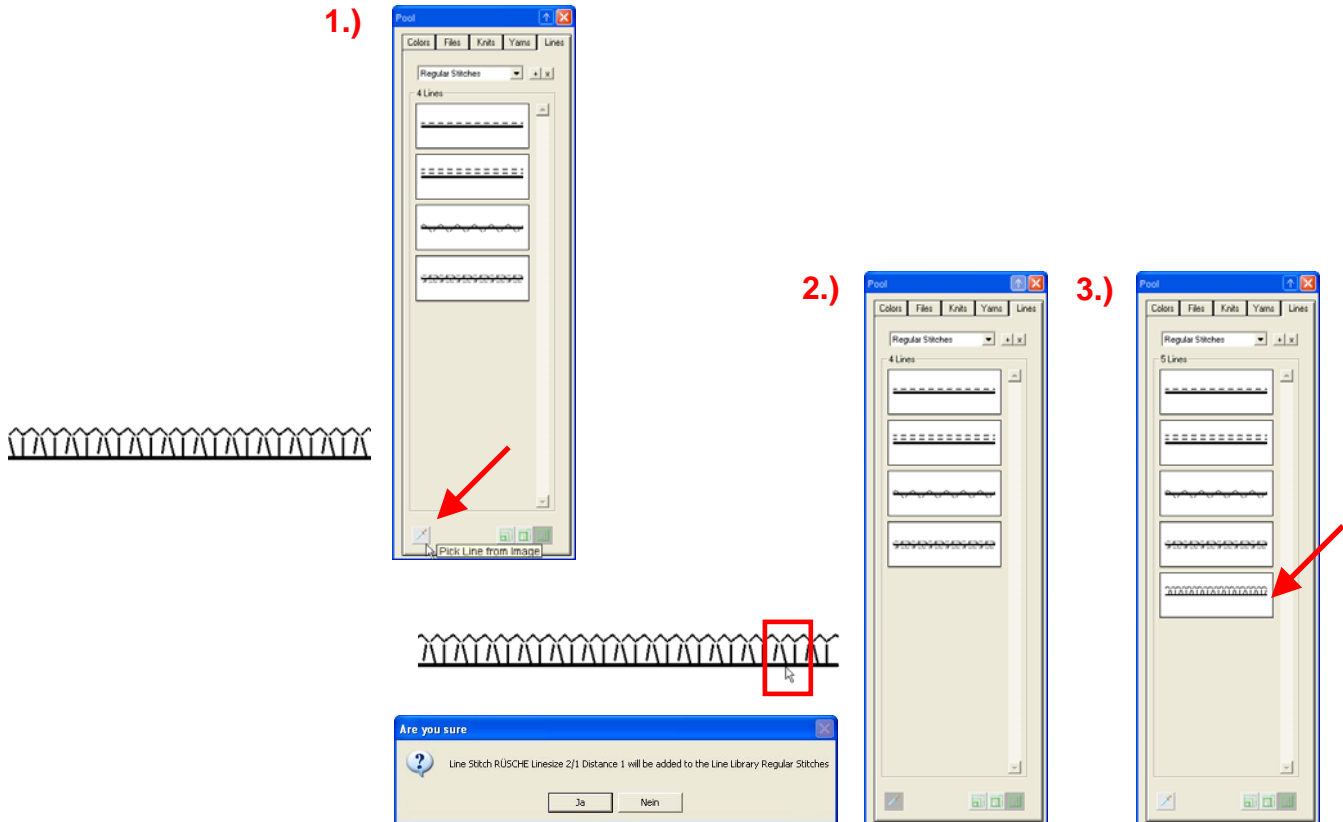 1.)
Pool
Colors Files Knits Yarns Lines
Regular Stitches
+ x
4 Lines
Pick Line from Image
2.)
Pool
Colors Files Knits Yarns Lines
Regular Stitches
+ x
4 Lines
3.)
Pool
Colors Files Knits Yarns Lines
Regular Stitches
+ x
5 Lines
Are you sure
Line Stitch RÜSCHE Linesize 2/1 Distance 1 will be added to the Line Library Regular Stitches
Ja Nein